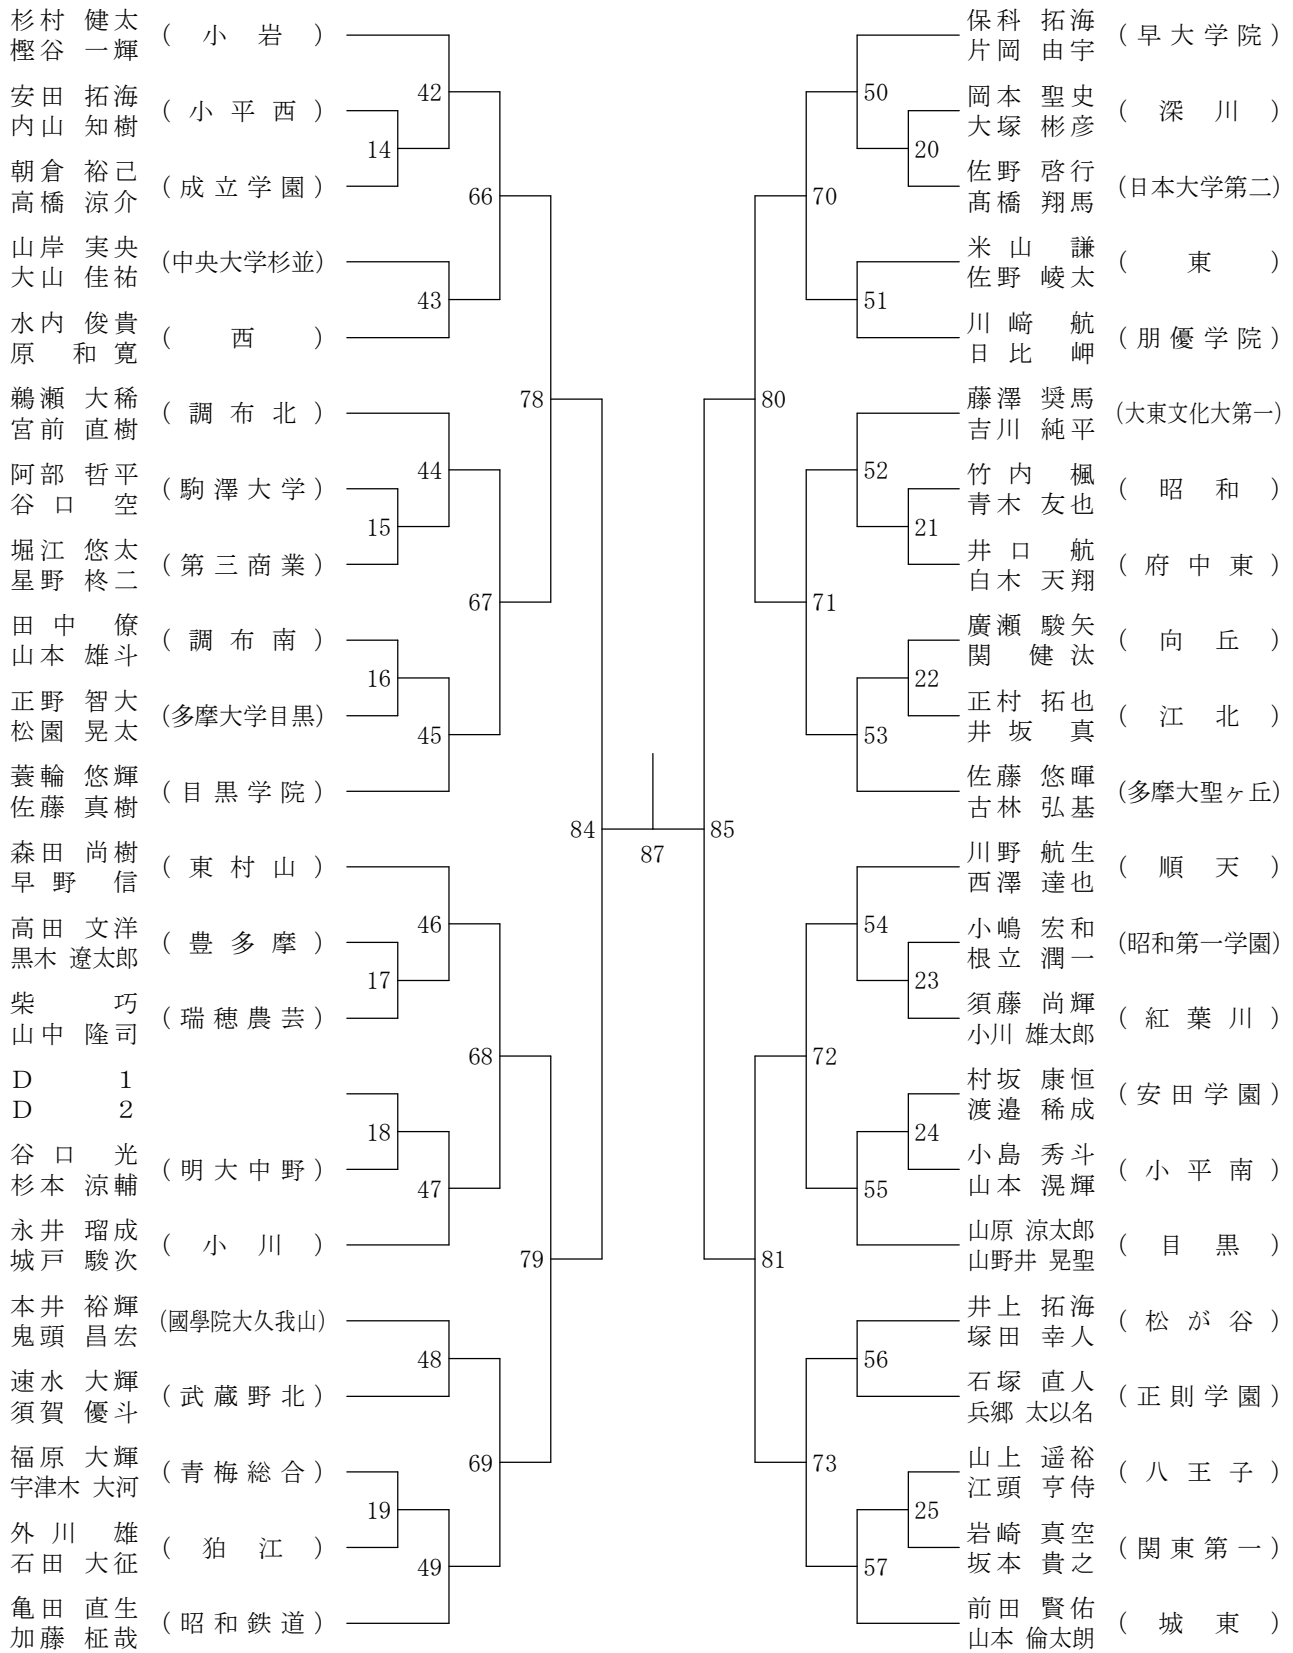 杉村 健太
樫谷 一輝
(小岩)
安田 拓海
内山 知樹
(小平西)
朝倉 裕己
高橋 涼介
(成立学園)
山岸 実央
大山 佳祐
(中央大学杉並)
水内 俊貴
原 和寛
(西)
鵜瀬 大稀
宮前 直樹
(調布北)
阿部 哲平
谷口 空
(駒澤大学)
堀江 悠太
星野 柊二
(第三商業)
田中 僚
山本 雄斗
(調布南)
正野 智大
松園 晃太
(多摩大学目黒)
蓑輪 悠輝
佐藤 真樹
(目黒学院)
森田 尚樹
早野 信
(東村山)
高田 文洋
黒木 遼太郎
(豊多摩)
柴 巧
山中 隆司
(瑞穂農芸)
D 1
D 2
谷口 光
杉本 涼輔
(明大中野)
永井 瑠成
城戸 駿次
(小川)
本井 裕輝
鬼頭 昌宏
(國學院大久我山)
速水 大輝
須賀 優斗
(武蔵野北)
福原 大輝
宇津木 大河
(青梅総合)
外川 雄
石田 大征
(狛江)
亀田 直生
加藤 柾哉
(昭和鉄道)
14
15
16
17
18
19
42
43
44
45
46
47
48
49
66
67
68
69
78
79
84
87
85
80
81
70
71
72
73
50
51
52
53
54
55
56
57
20
21
22
23
24
25
保科 拓海
片岡 由宇
(早大学院)
岡本 聖史
大塚 彬彦
(深川)
佐野 啓行
髙橋 翔馬
(日本大学第二)
米山 謙
佐野 崚太
(東)
川﨑 航
日比 岬
(朋優学院)
藤澤 奨馬
吉川 純平
(大東文化大第一)
竹内 楓
青木 友也
(昭和)
井口 航
白木 天翔
(府中東)
廣瀬 駿矢
関 健汰
(向丘)
正村 拓也
井坂 真
(江北)
佐藤 悠暉
古林 弘基
(多摩大聖ヶ丘)
川野 航生
西澤 達也
(順天)
小嶋 宏和
根立 潤一
(昭和第一学園)
須藤 尚輝
小川 雄太郎
(紅葉川)
村坂 康恒
渡邉 稀成
(安田学園)
小島 秀斗
山本 滉輝
(小平南)
山原 涼太郎
山野井 晃聖
(目黒)
井上 拓海
塚田 幸人
(松が谷)
石塚 直人
兵郷 太以名
(正則学園)
山上 遥裕
江頭 亨侍
(八王子)
岩崎 真空
坂本 貴之
(関東第一)
前田 賢佑
山本 倫太朗
(城東)